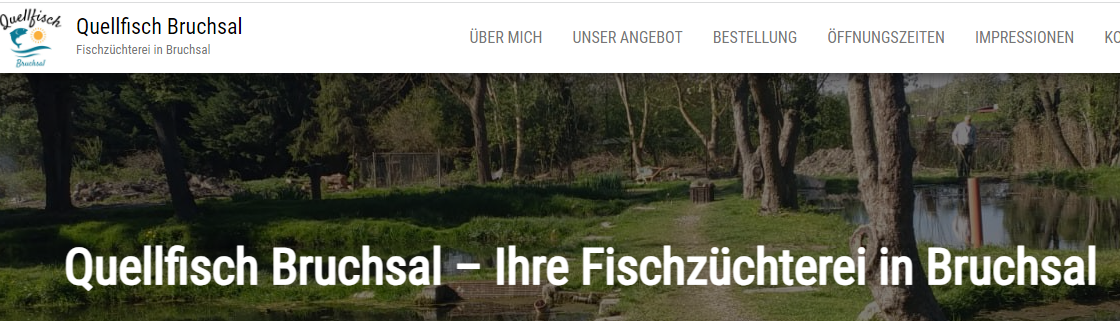 Quellfisch
Bruchsal
Quellfisch Bruchsal
Fischzüchterei in Bruchsal
ÜBER MICH UNSER ANGEBOT BESTELLUNG ÖFFNUNGSZEITEN IMPRESSIONEN
Quellfisch Bruchsal – Ihre Fischzüchterei in Bruchsal